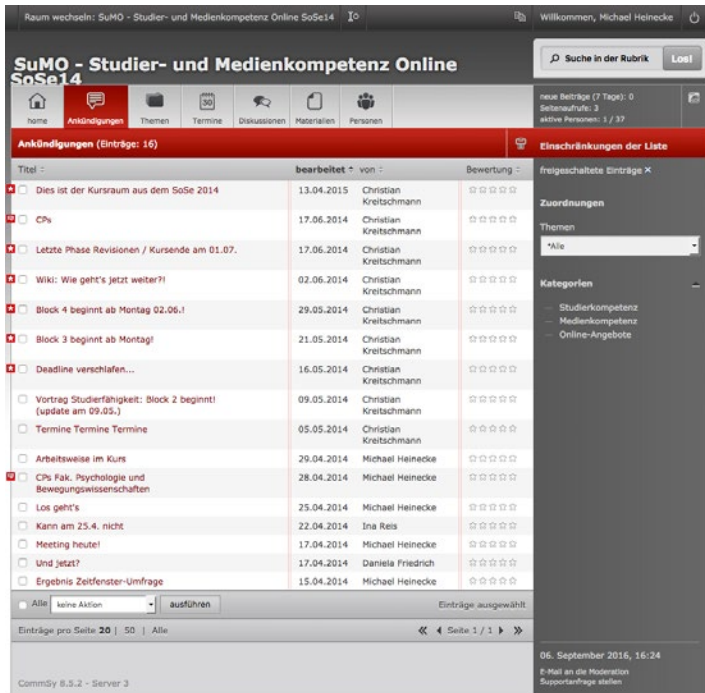 Raum wechseln: SuMO - Studier- und Medienkompetenz Online SoSe14
Willkommen, Michael Heinecke
SuMO - Studier- und Medienkompetenz Online
SoSe14
Suche in der Rubrik
Los!
home
Ankündigungen
Themen
30
Termine
Diskussionen
Materialien
Personen
neue Beiträge (7 Tage): 0
Seitenaufrufe: 3
aktive Personen: 1 / 37
Ankündigungen (Einträge: 16)
Titel
bearbeitet
von
Bewertung
Dies ist der Kursraum aus dem SoSe 2014 13.04.2015 Christian
Kreitschmann
CPs 17.06.2014 Christian
Kreitschmann
Letzte Phase Revisionen / Kursende am 01.07. 17.06.2014 Christian
Kreitschmann
Wiki: Wie geht's jetzt weiter?! 02.06.2014 Christian
Kreitschmann
Block 4 beginnt ab Montag 02.06.! 29.05.2014 Christian
Kreitschmann
Block 3 beginnt ab Montag! 21.05.2014 Christian
Kreitschmann
Deadline verschlafen... 16.05.2014 Christian
Kreitschmann
Vortrag Studierfähigkeit: Block 2 beginnt! 09.05.2014 Christian
(update am 09.05.) Kreitschmann
Termine Termine Termine 05.05.2014 Christian
Kreitschmann
Arbeitsweise im Kurs 29.04.2014 Michael Heinecke
CPs Fak. Psychologie und 28.04.2014 Michael Heinecke
Bewegungswissenschaften
Los geht's 25.04.2014 Michael Heinecke
Kann am 25.4. nicht 22.04.2014 Ina Reis
Meeting heute! 17.04.2014 Michael Heinecke
Und jetzt? 17.04.2014 Daniela Friedrich
Ergebnis Zeitfenster-Umfrage 15.04.2014 Michael Heinecke
Alle
keine Aktion
ausführen
Einträge ausgewählt
Einträge pro Seite 20 | 50 | Alle
Seite 1 / 1
CommSy 8.5.2 - Server 3
Einschränkungen der Liste
freigeschaltete Einträge ×
Zuordnungen
Themen
*Alle
Kategorien
Studierkompetenz
Medienkompetenz
Online-Angebote
06. September 2016, 16:24
E-Mail an die Moderation
Supportanfrage stellen